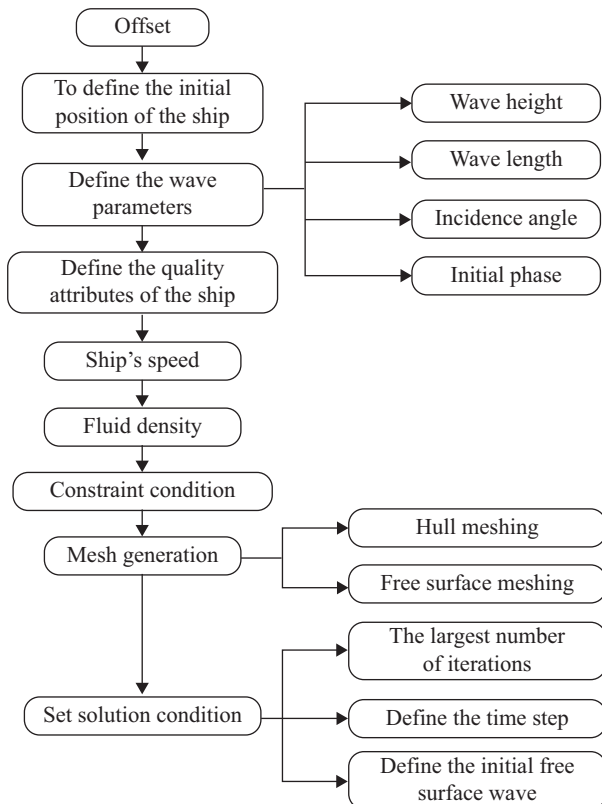 Offset
To define the initial
position of the ship
Define the wave
parameters
Wave height
Wave length
Incidence angle
Initial phase
Define the quality
attributes of the ship
Ship's speed
Fluid density
Constraint condition
Mesh generation
Hull meshing
Free surface meshing
Set solution condition
The largest number
of iterations
Define the time step
Define the initial free
surface wave